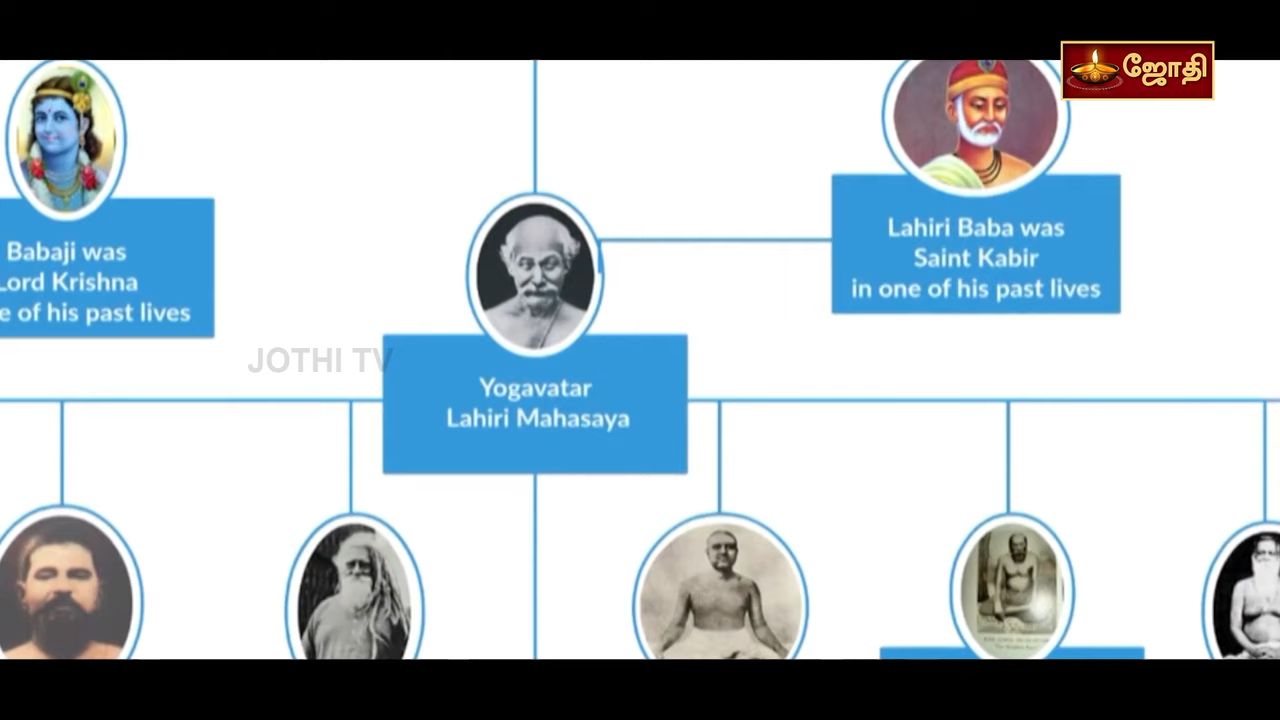 ஜோதி
Babaji was
Lord Krishna
e of his past lives
Lahiri Baba was
Saint Kabir
in one of his past lives
JOTHI TV
Yogavatar
Lahiri Mahasaya